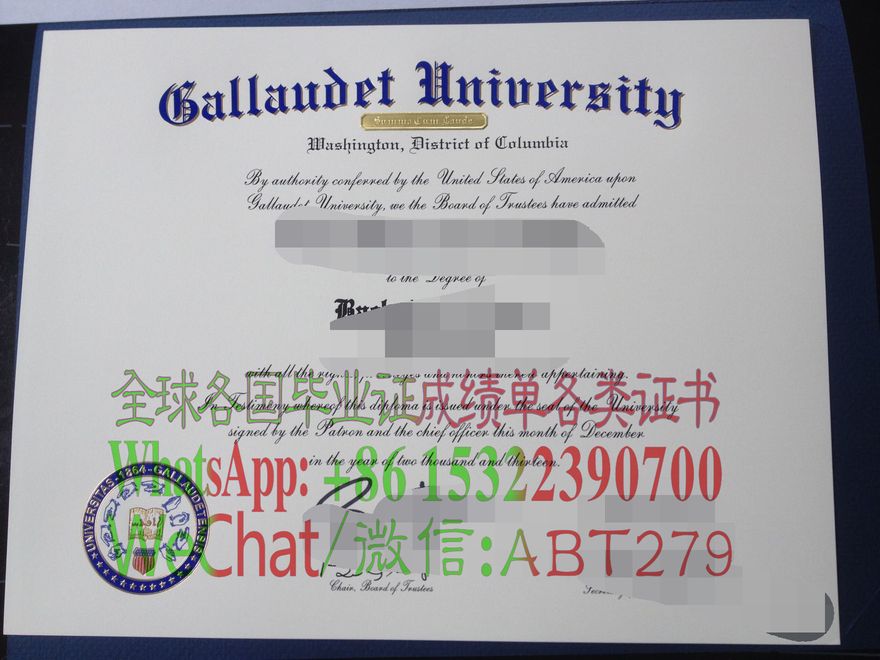 Gallaudet University
Summa Cum Laude
Washington, District of Columbia
By authority conferred by the United States of America upon
Gallaudet University, we the Board of Trustees have admitted
to the Degree of
with all the appertaining.
全球各国毕业证成绩单各类证书
In Testimony whereof this diploma is issued under the seal of the University
signed by the Patron and the chief officer this month of December
WhatsApp: +86 15322390700
in the year of two thousand and thirteen.
UNIVERSITAS·1864·GALLAUDETENSIS
WeChat/微信:ABT279
Chair, Board of Trustees